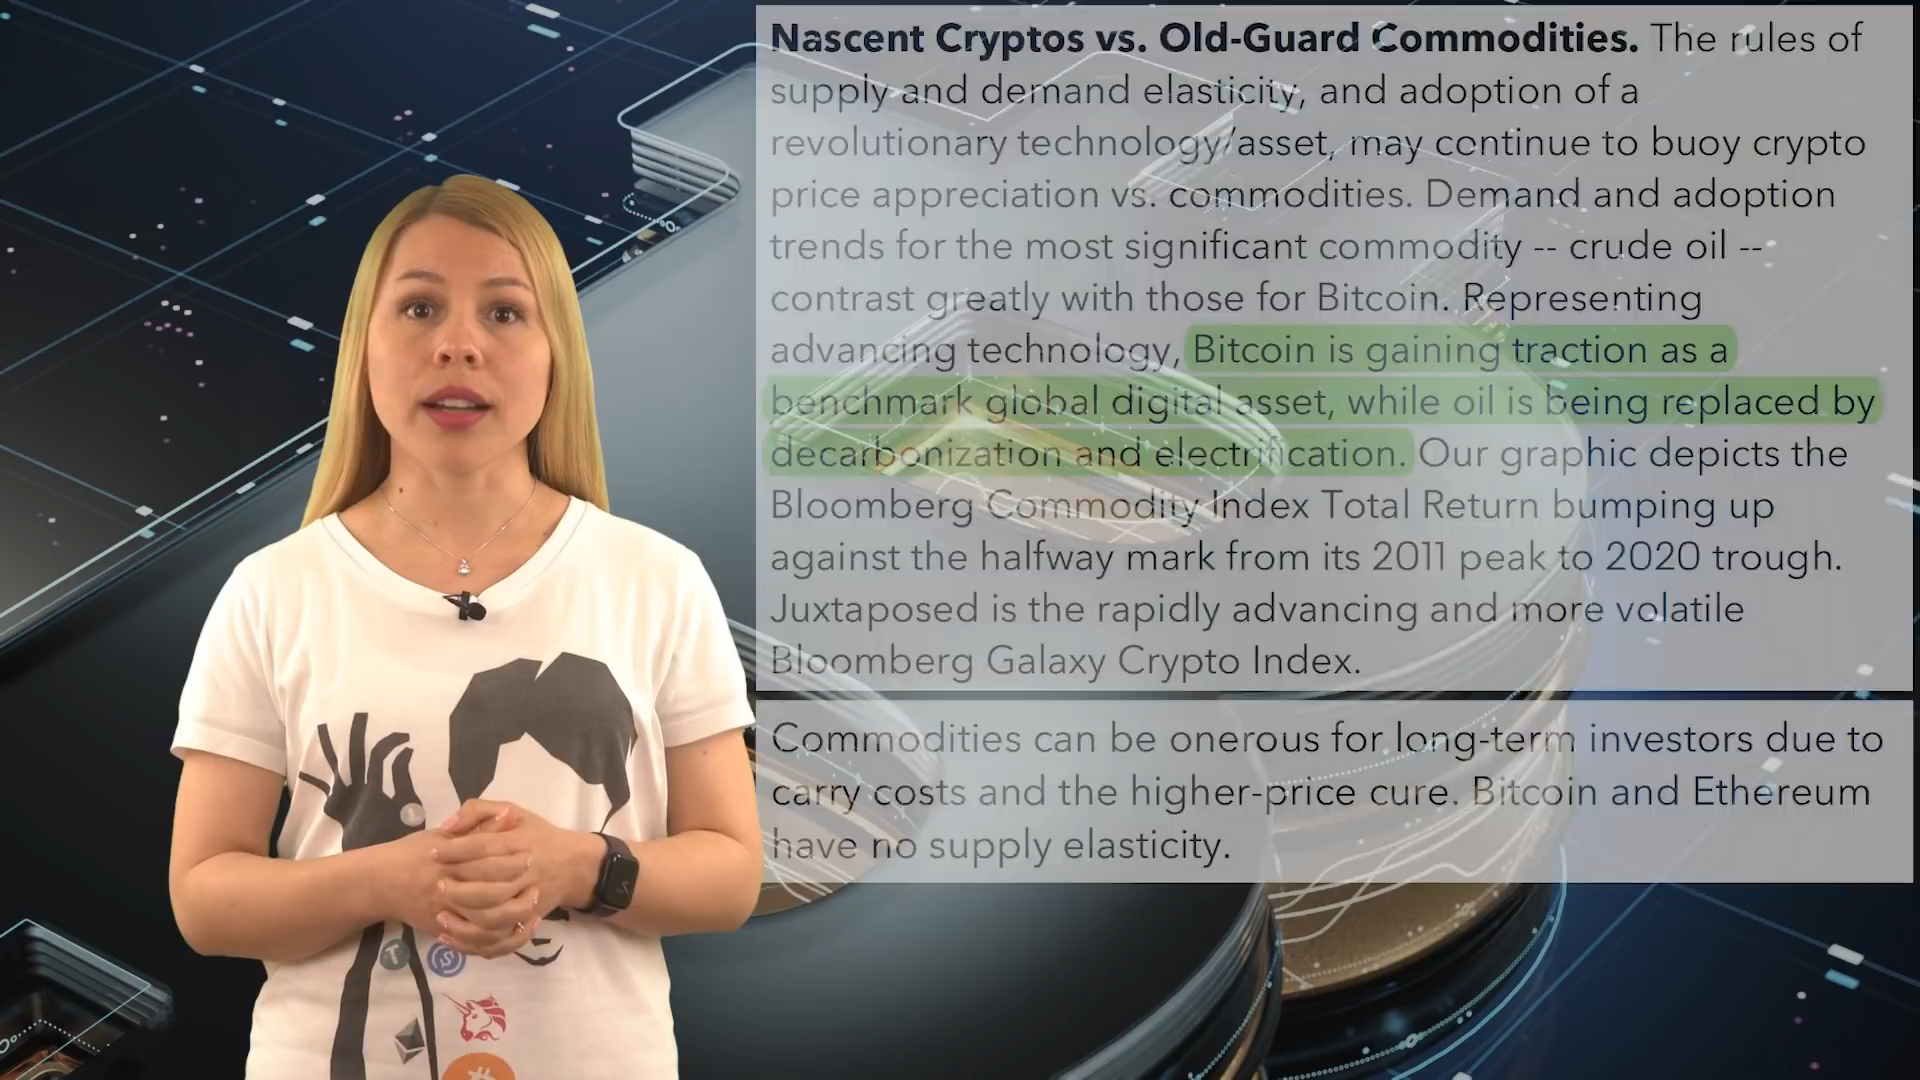 Nascent Cryptos vs. Old-Guard Commodities. The rules of
supply and demand elasticity, and adoption of a
revolutionary technology/asset, may continue to buoy crypto
price appreciation vs. commodities. Demand and adoption
trends for the most significant commodity -- crude oil --
contrast greatly with those for Bitcoin. Representing
advancing technology, Bitcoin is gaining traction as a
benchmark global digital asset, while oil is being replaced by
decarbonization and electrification. Our graphic depicts the
Bloomberg Commodity Index Total Return bumping up
against the halfway mark from its 2011 peak to 2020 trough.
Juxtaposed is the rapidly advancing and more volatile
Bloomberg Galaxy Crypto Index.
Commodities can be onerous for long-term investors due to
carry costs and the higher-price cure. Bitcoin and Ethereum
have no supply elasticity.